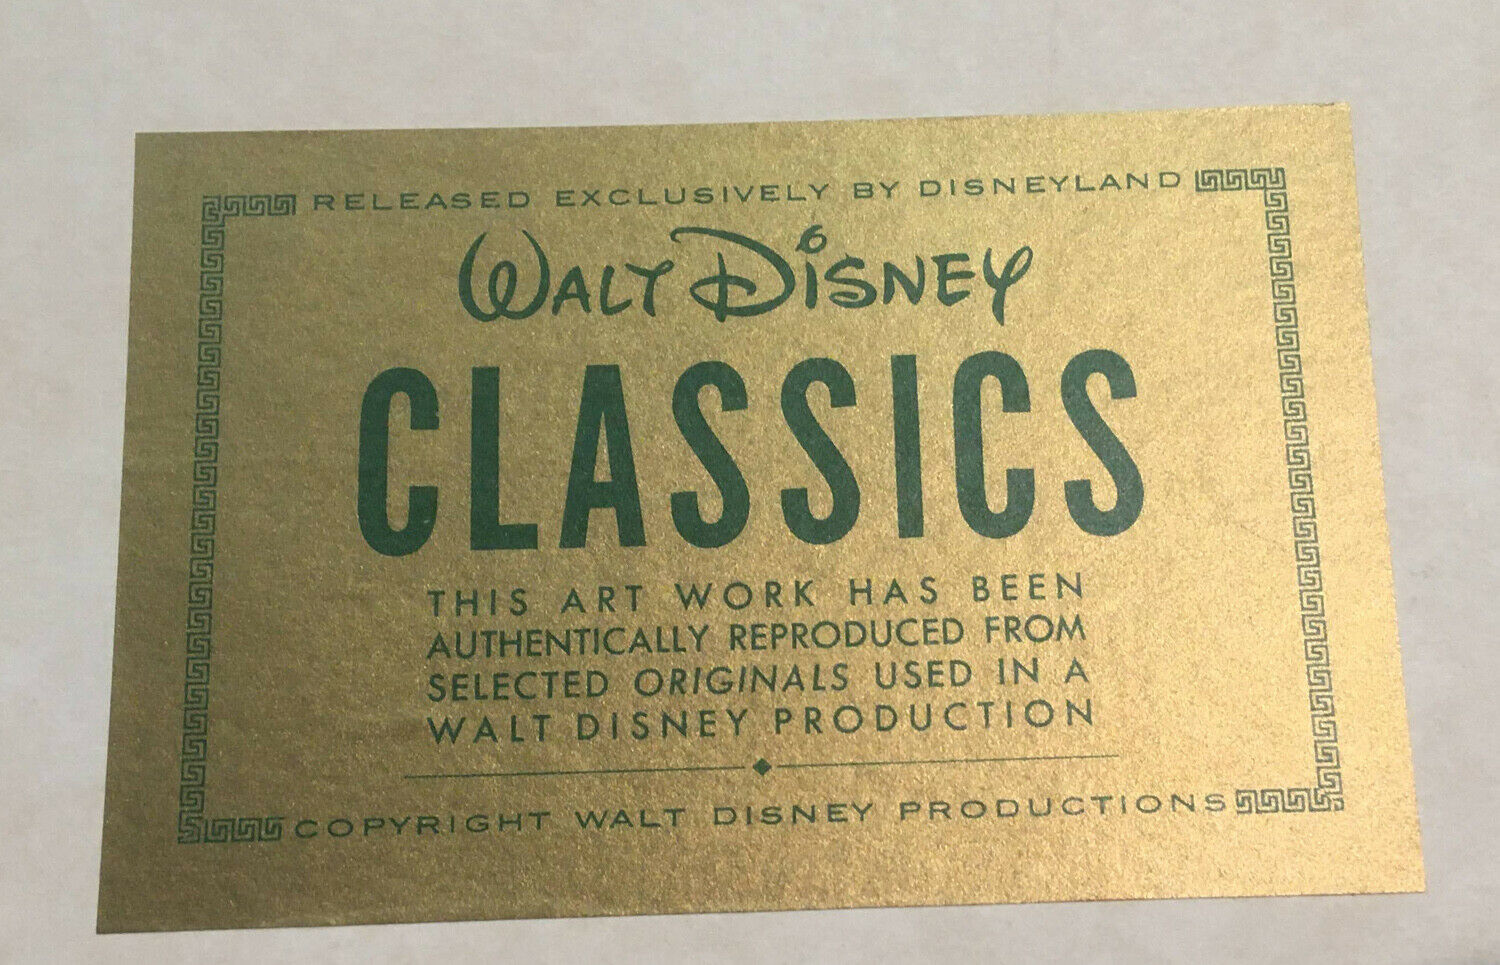 RELEASED EXCLUSIVELY BY DISNEYLAND
WALT DISNEY
CLASSICS
THIS ART WORK HAS BEEN
AUTHENTICALLY REPRODUCED FROM
SELECTED ORIGINALS USED IN A
WALT DISNEY PRODUCTION
COPYRIGHT WALT DISNEY PRODUCTIONS